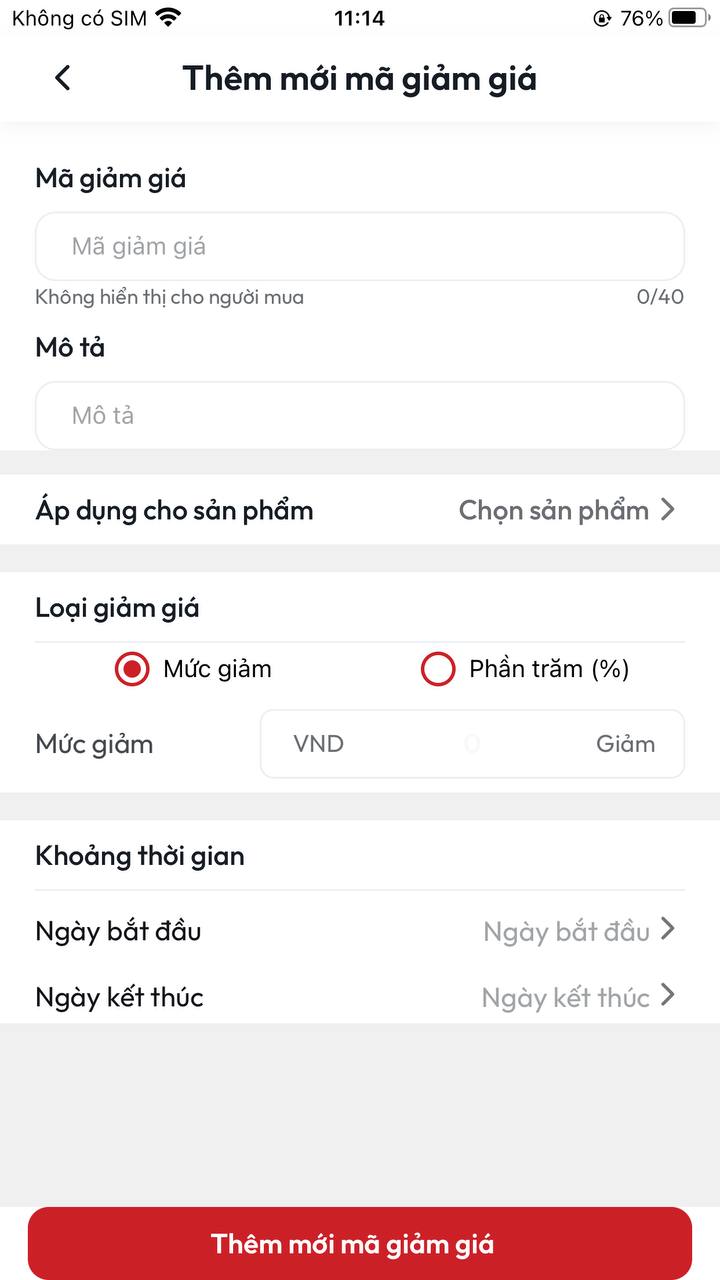 Không có SIM 11:14 76%
Thêm mới mã giảm giá
Mã giảm giá
Mã giảm giá
Không hiển thị cho người mua 0/40
Mô tả
Mô tả
Áp dụng cho sản phẩm Chọn sản phẩm
Loại giảm giá
Mức giảm Phần trăm (%)
Mức giảm VND 0 Giảm
Khoảng thời gian
Ngày bắt đầu Ngày bắt đầu
Ngày kết thúc Ngày kết thúc
Thêm mới mã giảm giá